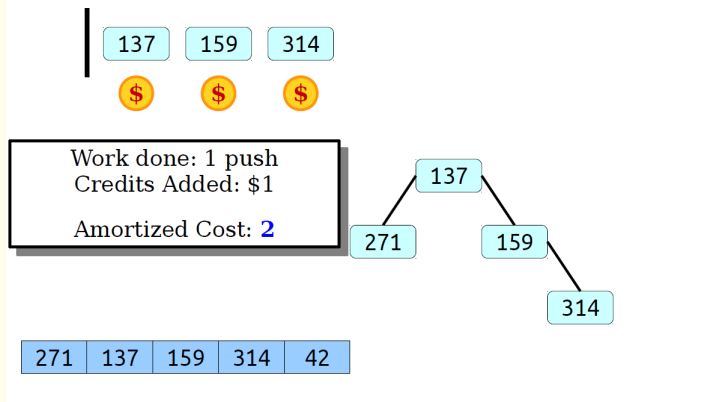 137 159 314
$ $ $
Work done: 1 push
Credits Added: $1
Amortized Cost: 2
137
271 159
314
271 137 159 314 42